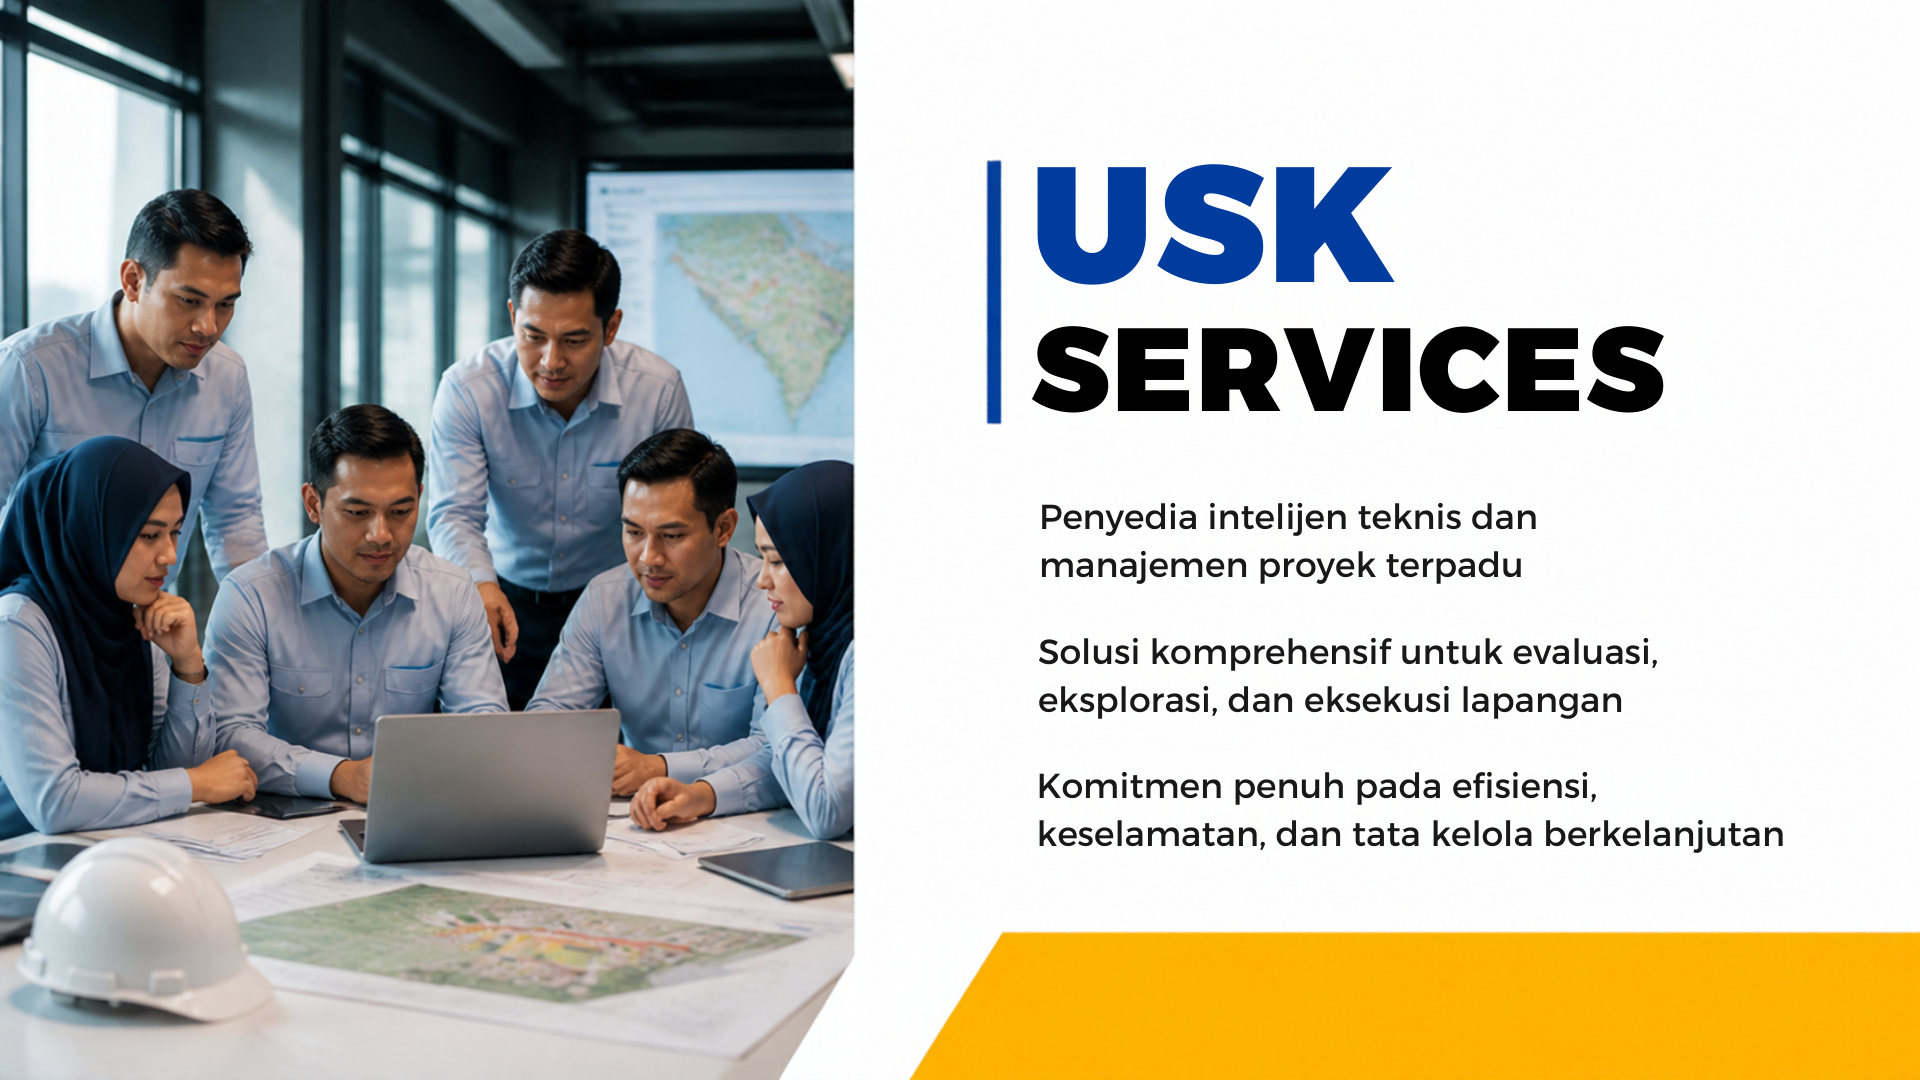 USK
SERVICES
Penyedia intelijen teknis dan
manajemen proyek terpadu
Solusi komprehensif untuk evaluasi,
eksplorasi, dan eksekusi lapangan
Komitmen penuh pada efisiensi,
keselamatan, dan tata kelola berkelanjutan